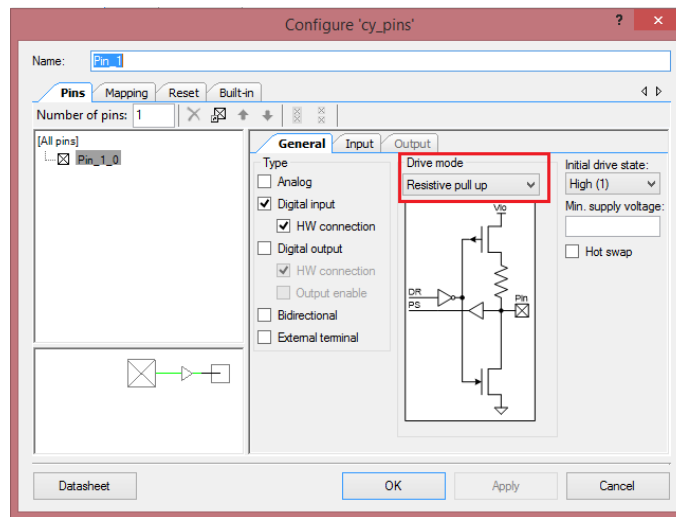 Configure 'cy_pins'
? ×
Name: Pin_1
Pins Mapping Reset Built-in
Number of pins: 1
[All pins]
Pin_1_0
General Input Output
Type
Analog
Digital input
HW connection
Digital output
HW connection
Output enable
Bidirectional
External terminal
Drive mode
Resistive pull up
Vio
DR
PS
Pin
Initial drive state:
High (1)
Min. supply voltage:
Hot swap
Datasheet OK Apply Cancel